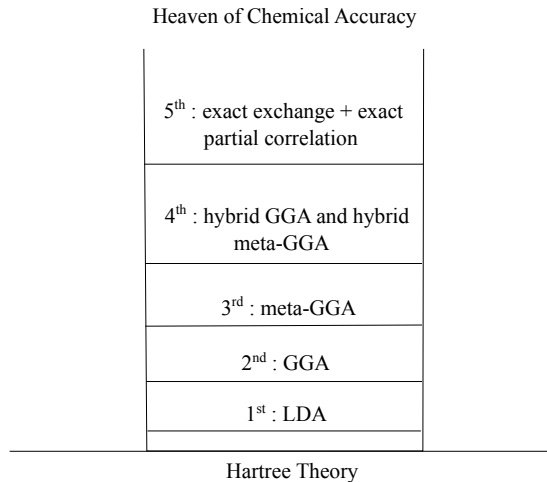 Heaven of Chemical Accuracy
5th : exact exchange + exact
partial correlation
4th : hybrid GGA and hybrid
meta-GGA
3rd : meta-GGA
2nd : GGA
1st : LDA
Hartree Theory